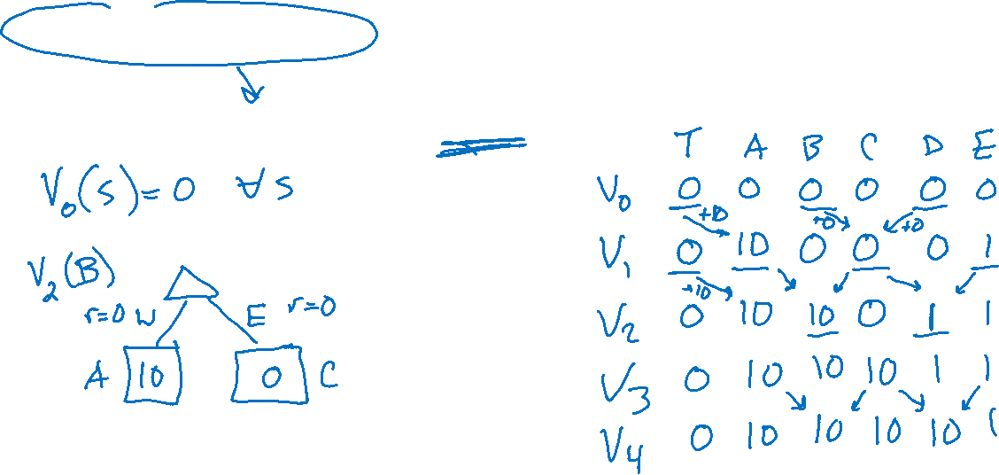 V₀(S)=0 ∀S
V₂(B)
r=0 W E r=0
A 10 0 C
T A B C D E
V₀ 0 0 0 0 0 0
+10 +0 +0
V₁ 0 10 0 0 0 1
+10
V₂ 0 10 10 0 1 1
V₃ 0 10 10 10 1 1
V₄ 0 10 10 10 10